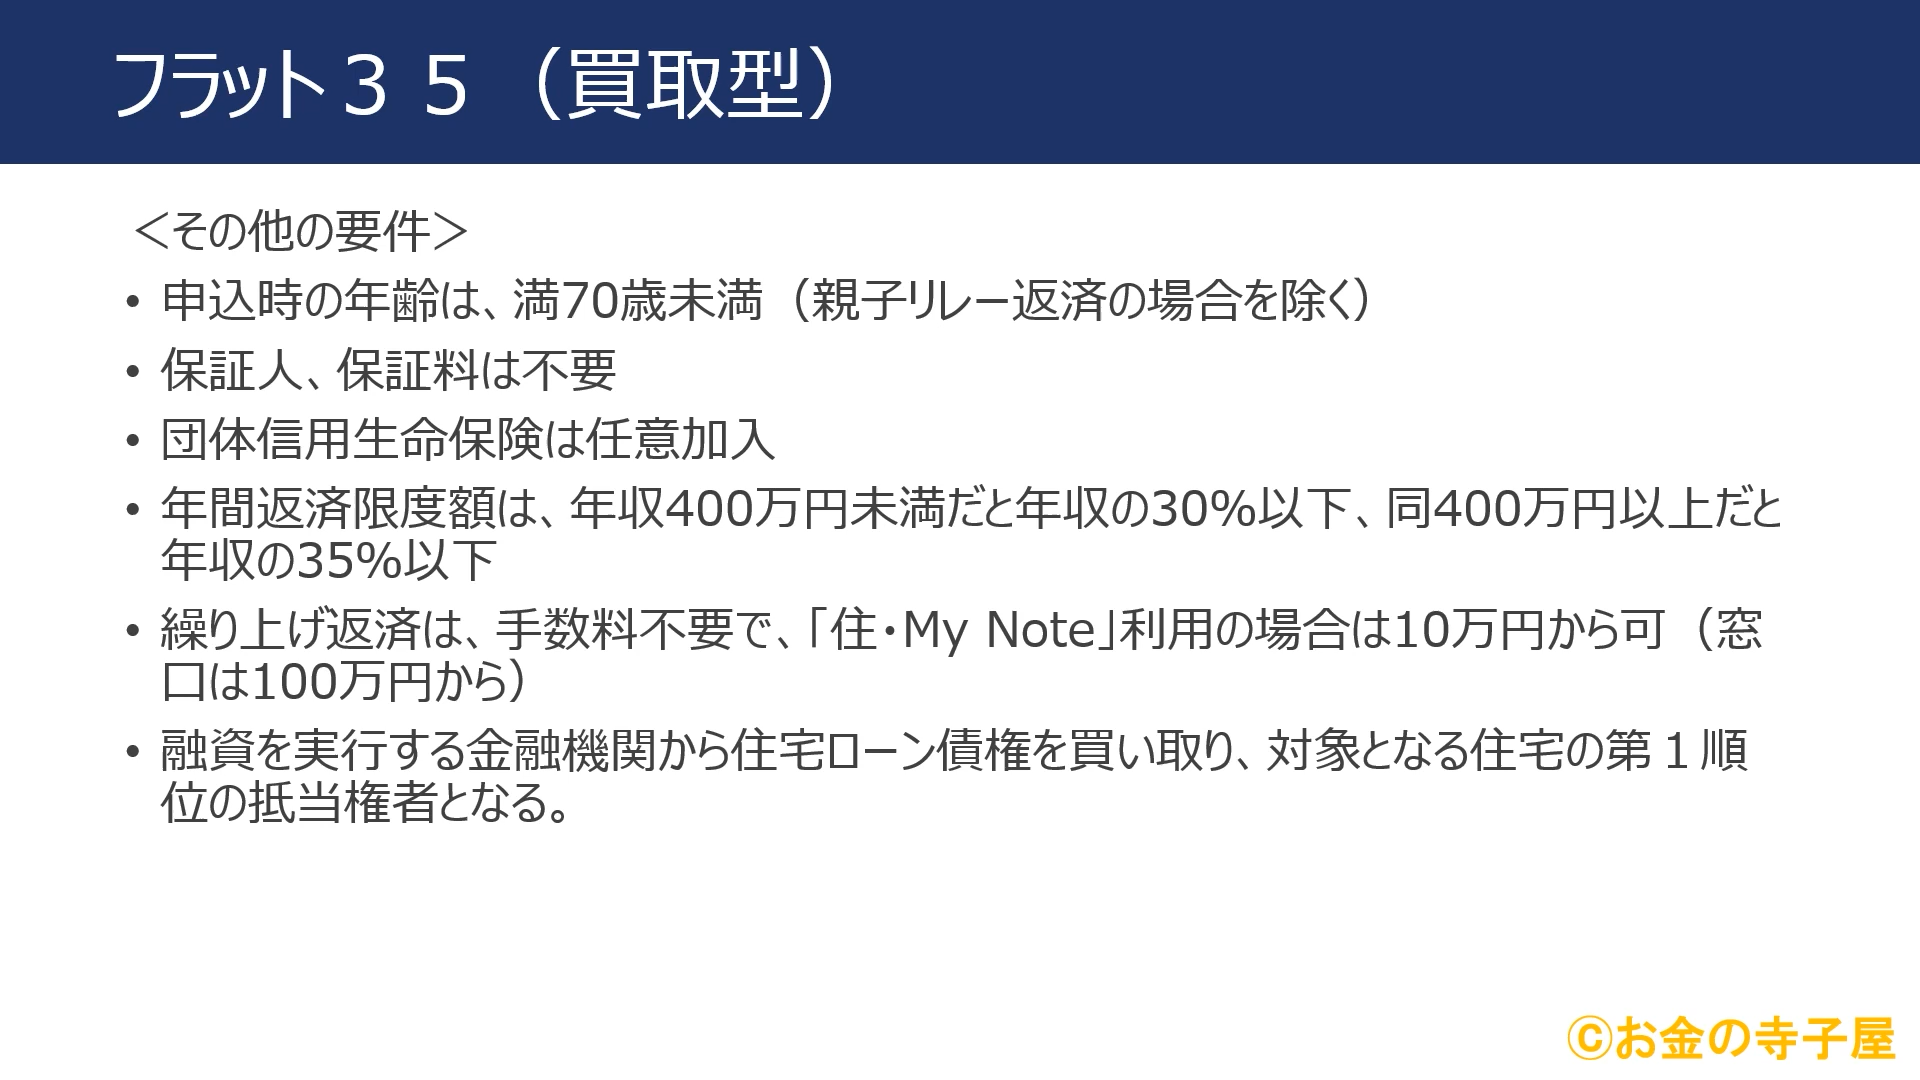 フラット３５（買取型）
＜その他の要件＞
• 申込時の年齢は、満70歳未満（親子リレー返済の場合を除く）
• 保証人、保証料は不要
• 団体信用生命保険は任意加入
• 年間返済限度額は、年収400万円未満だと年収の30%以下、同400万円以上だと
年収の35%以下
• 繰り上げ返済は、手数料不要で、「住・My Note」利用の場合は10万円から可（窓
口は100万円から）
• 融資を実行する金融機関から住宅ローン債権を買い取り、対象となる住宅の第１順
位の抵当権者となる。
©お金の寺子屋